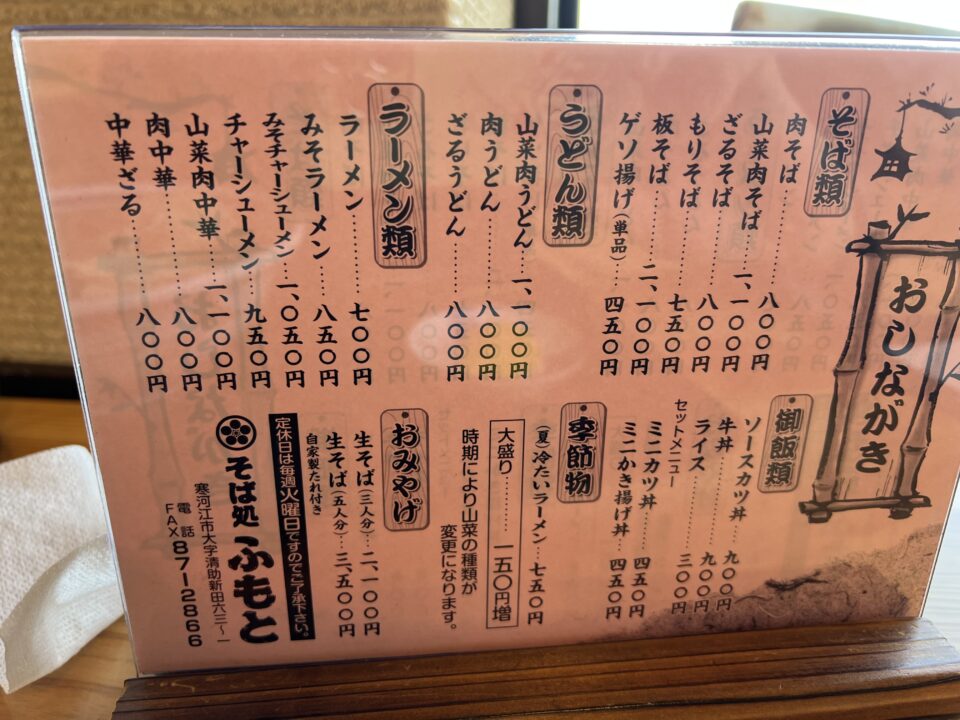 おしながき
そば類
肉そば………八〇〇円
山菜肉そば…一、一〇〇円
ざるそば………八〇〇円
もりそば………七五〇円
板そば………二、一〇〇円
ゲソ揚げ(単品)…四五〇円
うどん類
山菜肉うどん…一、一〇〇円
肉うどん………八〇〇円
ざるうどん………八〇〇円
ラーメン類
ラーメン………七〇〇円
みそラーメン…八五〇円
みそチャーシューメン…一、〇五〇円
チャーシューメン…九五〇円
山菜肉中華…一、一〇〇円
肉中華………八〇〇円
中華ざる………八〇〇円
御飯類
ソースカツ丼…九〇〇円
牛丼………九〇〇円
ライス………三〇〇円
セットメニュー
ミニカツ丼…四五〇円
ミニかき揚げ丼…四五〇円
季節物
(夏)冷たいラーメン…七五〇円
大盛り………一五〇円増
時期により山菜の種類が
変更になります。
おみやげ
生そば(三人分)…二、一〇〇円
生そば(五人分)…三、五〇〇円
自家製たれ付き
定休日は毎週火曜日ですのでご了承下さい。
そば処 ふもと
寒河江市大字清助新田六三〜一
電話
FAX 87-2866